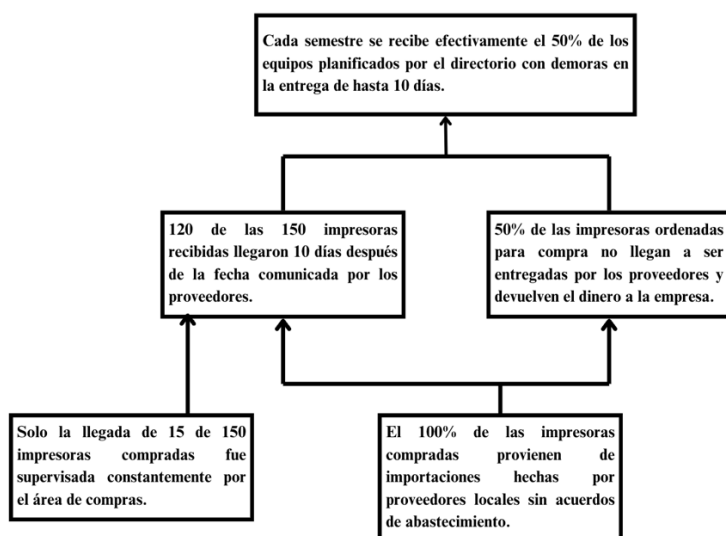 Cada semestre se recibe efectivamente el 50% de los
equipos planificados por el directorio con demoras en
la entrega de hasta 10 días.
120 de las 150 impresoras
recibidas llegaron 10 días después
de la fecha comunicada por los
proveedores.
50% de las impresoras ordenadas
para compra no llegan a ser
entregadas por los proveedores y
devuelven el dinero a la empresa.
Solo la llegada de 15 de 150
impresoras compradas fue
supervisada constantemente por
el área de compras.
El 100% de las impresoras
compradas provienen de
importaciones hechas por
proveedores locales sin acuerdos
de abastecimiento.